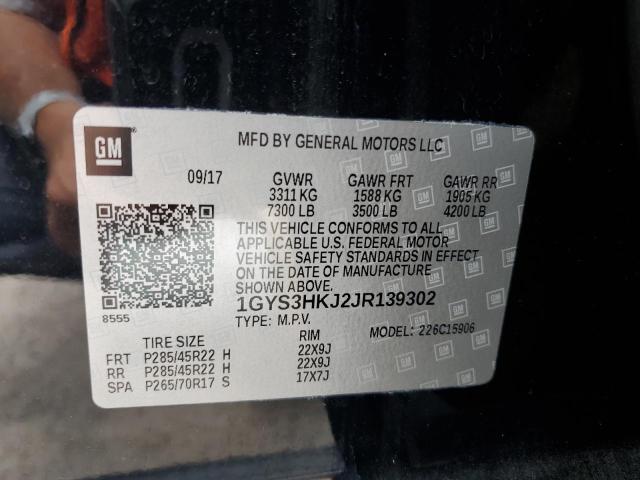 GM
MFD BY GENERAL MOTORS LLC
09/17 GVWR GAWR FRT GAWR RR
3311 KG 1588 KG 1905 KG
7300 LB 3500 LB 4200 LB
THIS VEHICLE CONFORMS TO ALL
APPLICABLE U.S. FEDERAL MOTOR
VEHICLE SAFETY STANDARDS IN EFFECT
ON THE DATE OF MANUFACTURE
SHOWN ABOVE.
8555 1GYS3HKJ2JR139302
TYPE: M.P.V. MODEL: 226C15906
TIRE SIZE RIM
FRT P285/45R22 H 22X9J
RR P285/45R22 H 22X9J
SPA P265/70R17 S 17X7J